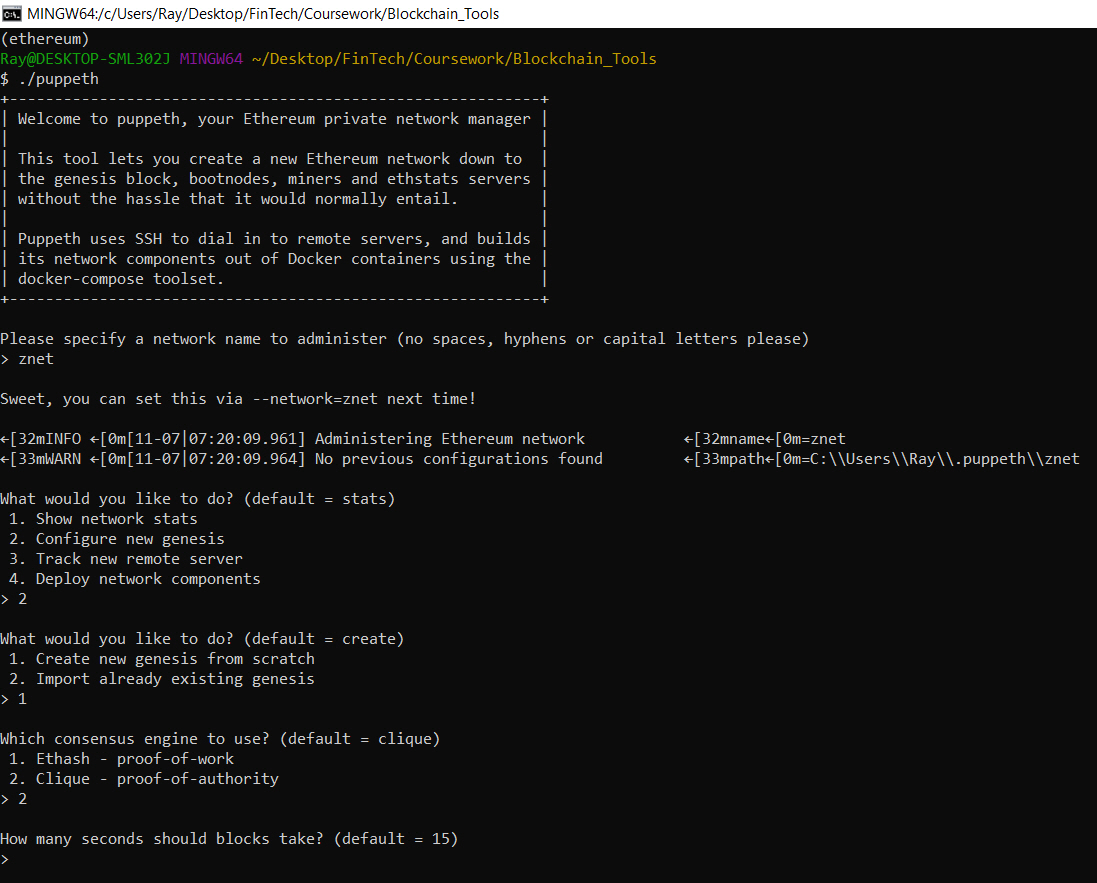 MINGW64:/c/Users/Ray/Desktop/FinTech/Coursework/Blockchain_Tools
(ethereum)
Ray@DESKTOP-SML302J MINGW64 ~/Desktop/FinTech/Coursework/Blockchain_Tools
$ ./puppeth
+-----------------------------------------------------------+
| Welcome to puppeth, your Ethereum private network manager |
|                                                           |
| This tool lets you create a new Ethereum network down to  |
| the genesis block, bootnodes, miners and ethstats servers |
| without the hassle that it would normally entail.         |
|                                                           |
| Puppeth uses SSH to dial in to remote servers, and builds |
| its network components out of Docker containers using the |
| docker-compose toolset.                                   |
+-----------------------------------------------------------+
Please specify a network name to administer (no spaces, hyphens or capital letters please)
> znet
Sweet, you can set this via --network=znet next time!
←[32mINFO ←[0m[11-07|07:20:09.961] Administering Ethereum network           ←[32mname←[0m=znet
←[33mWARN ←[0m[11-07|07:20:09.964] No previous configurations found         ←[33mpath←[0m=C:\\Users\\Ray\\.puppeth\\znet
What would you like to do? (default = stats)
 1. Show network stats
 2. Configure new genesis
 3. Track new remote server
 4. Deploy network components
> 2
What would you like to do? (default = create)
 1. Create new genesis from scratch
 2. Import already existing genesis
> 1
Which consensus engine to use? (default = clique)
 1. Ethash - proof-of-work
 2. Clique - proof-of-authority
> 2
How many seconds should blocks take? (default = 15)
>